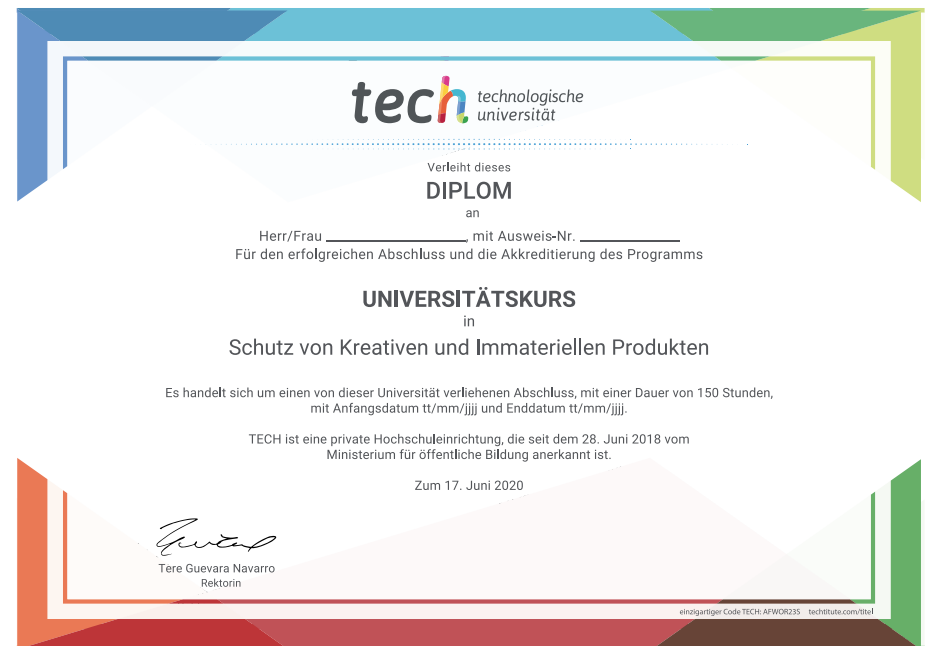 tech technologische
universität
Verleiht dieses
DIPLOM
an
Herr/Frau ____________________, mit Ausweis-Nr. ______________
Für den erfolgreichen Abschluss und die Akkreditierung des Programms
UNIVERSITÄTSKURS
in
Schutz von Kreativen und Immateriellen Produkten
Es handelt sich um einen von dieser Universität verliehenen Abschluss, mit einer Dauer von 150 Stunden,
mit Anfangsdatum tt/mm/jjjj und Enddatum tt/mm/jjjj.
TECH ist eine private Hochschuleinrichtung, die seit dem 28. Juni 2018 vom
Ministerium für öffentliche Bildung anerkannt ist.
Zum 17. Juni 2020
Tere Guevara Navarro
Rektorin
einzigartiger Code TECH: AFWOR23S techtitute.com/titel